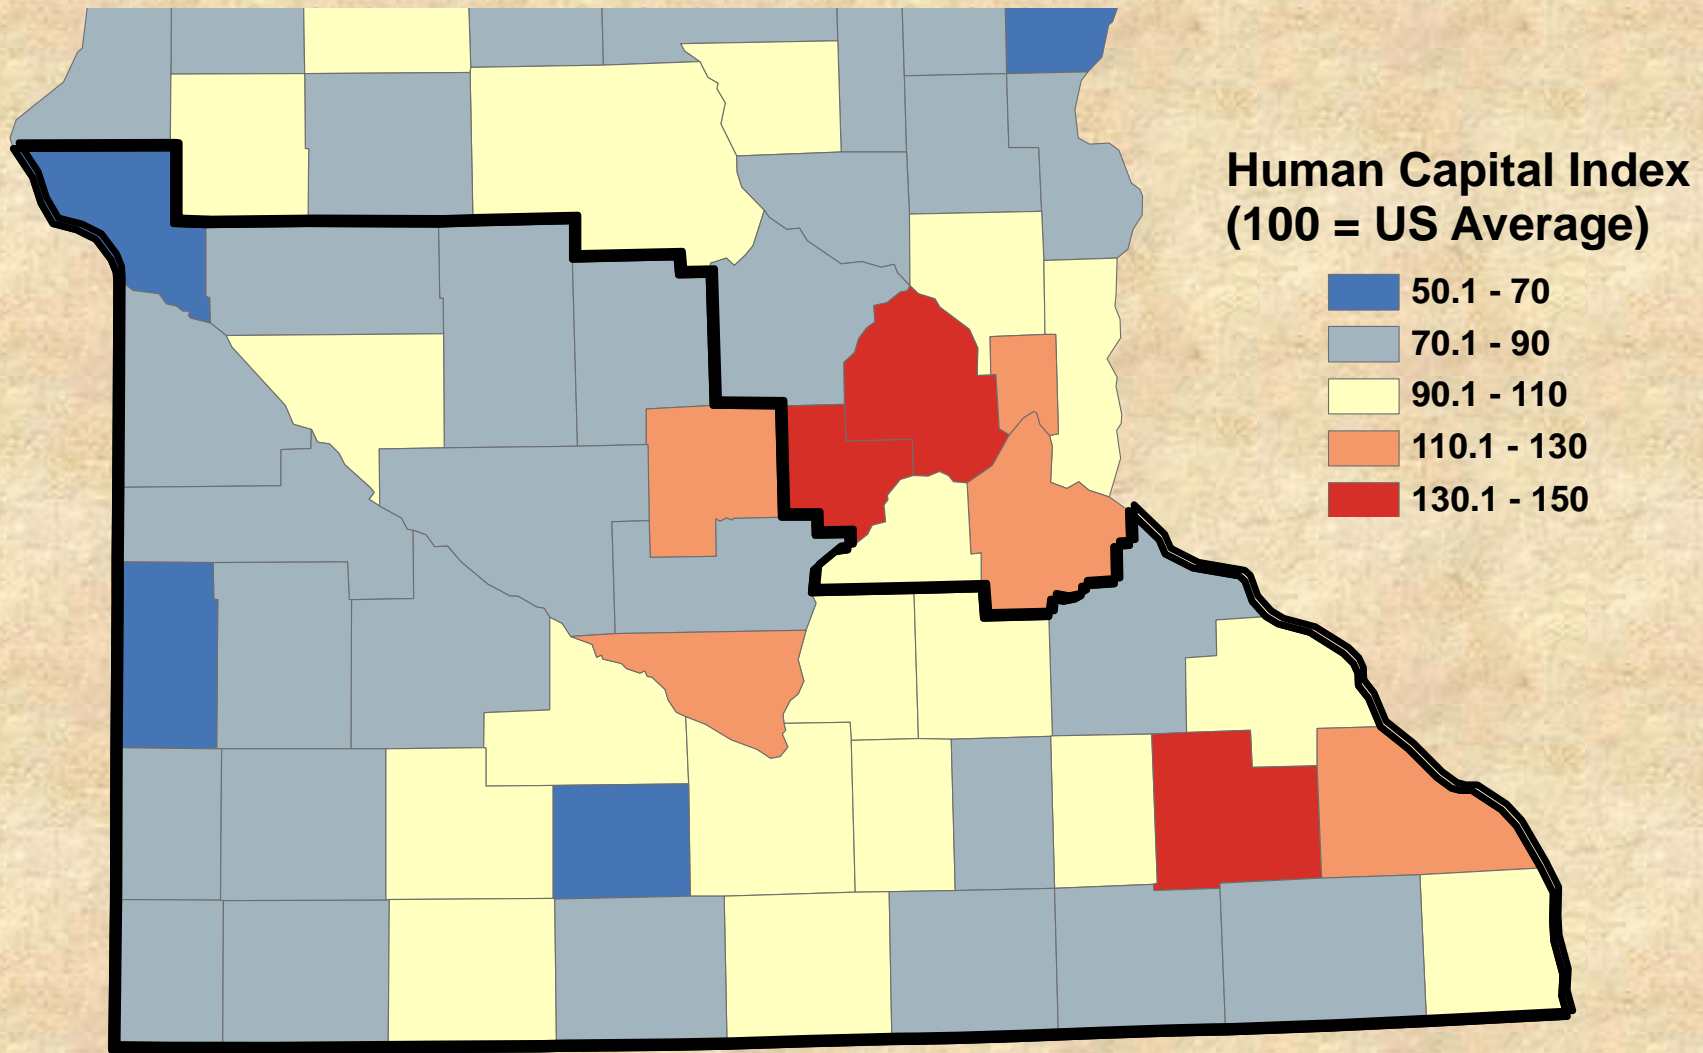 Human Capital Index
(100 = US Average)
50.1 - 70
70.1 - 90
90.1 - 110
110.1 - 130
130.1 - 150